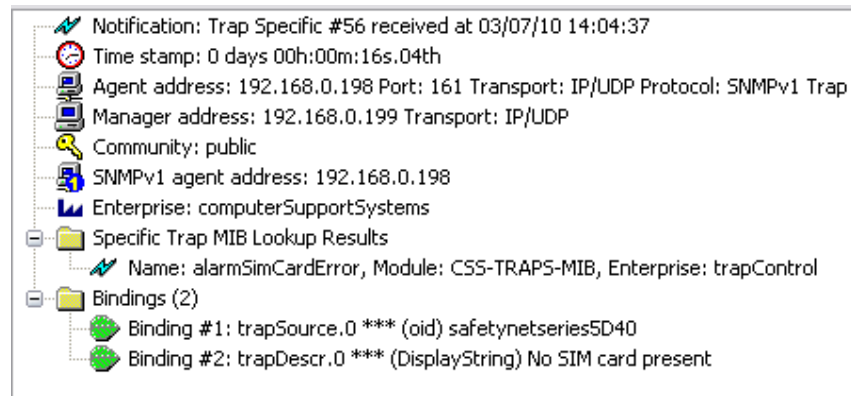 Notification: Trap Specific #56 received at 03/07/10 14:04:37
Time stamp: 0 days 00h:00m:16s.04th
Agent address: 192.168.0.198 Port: 161 Transport: IP/UDP Protocol: SNMPv1 Trap
Manager address: 192.168.0.199 Transport: IP/UDP
Community: public
SNMPv1 agent address: 192.168.0.198
Enterprise: computerSupportSystems
Specific Trap MIB Lookup Results
Name: alarmSimCardError, Module: CSS-TRAPS-MIB, Enterprise: trapControl
Bindings (2)
Binding #1: trapSource.0 *** (oid) safetynetseries5D40
Binding #2: trapDescr.0 *** (DisplayString) No SIM card present